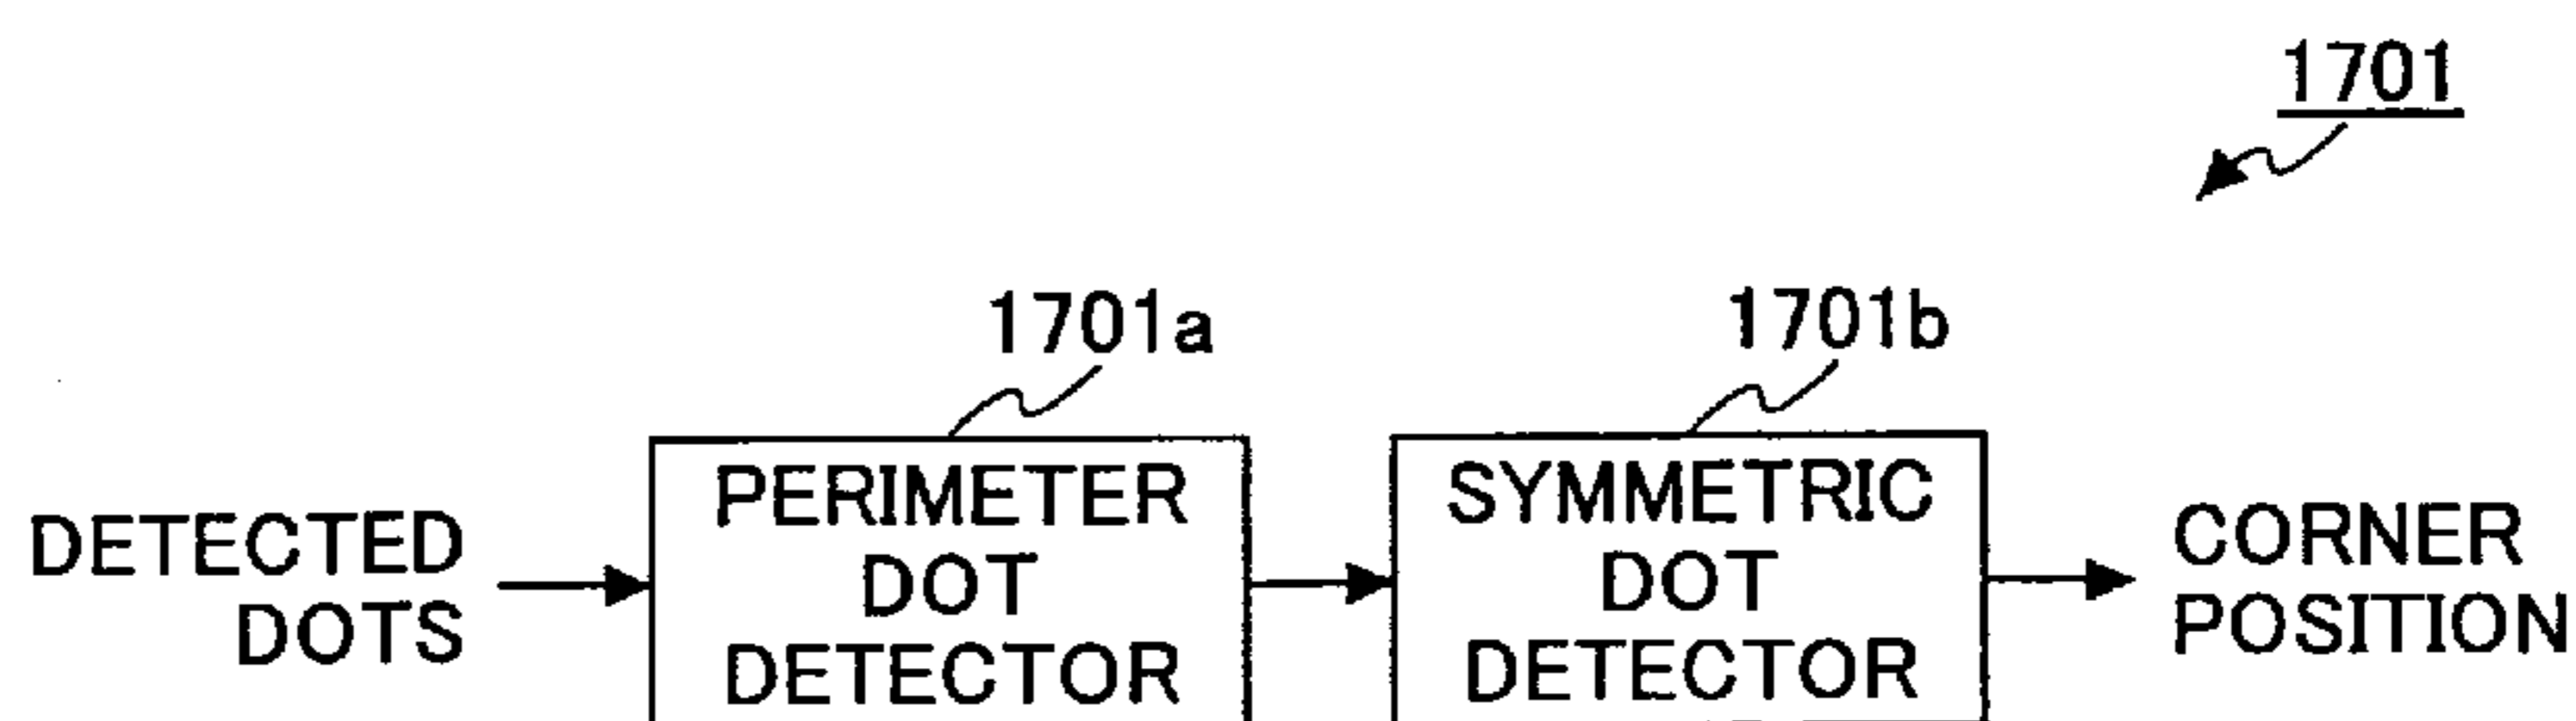 1701
1701a
1701b
DETECTED
DOTS
PERIMETER
DOT
DETECTOR
SYMMETRIC
DOT
DETECTOR
CORNER
POSITION